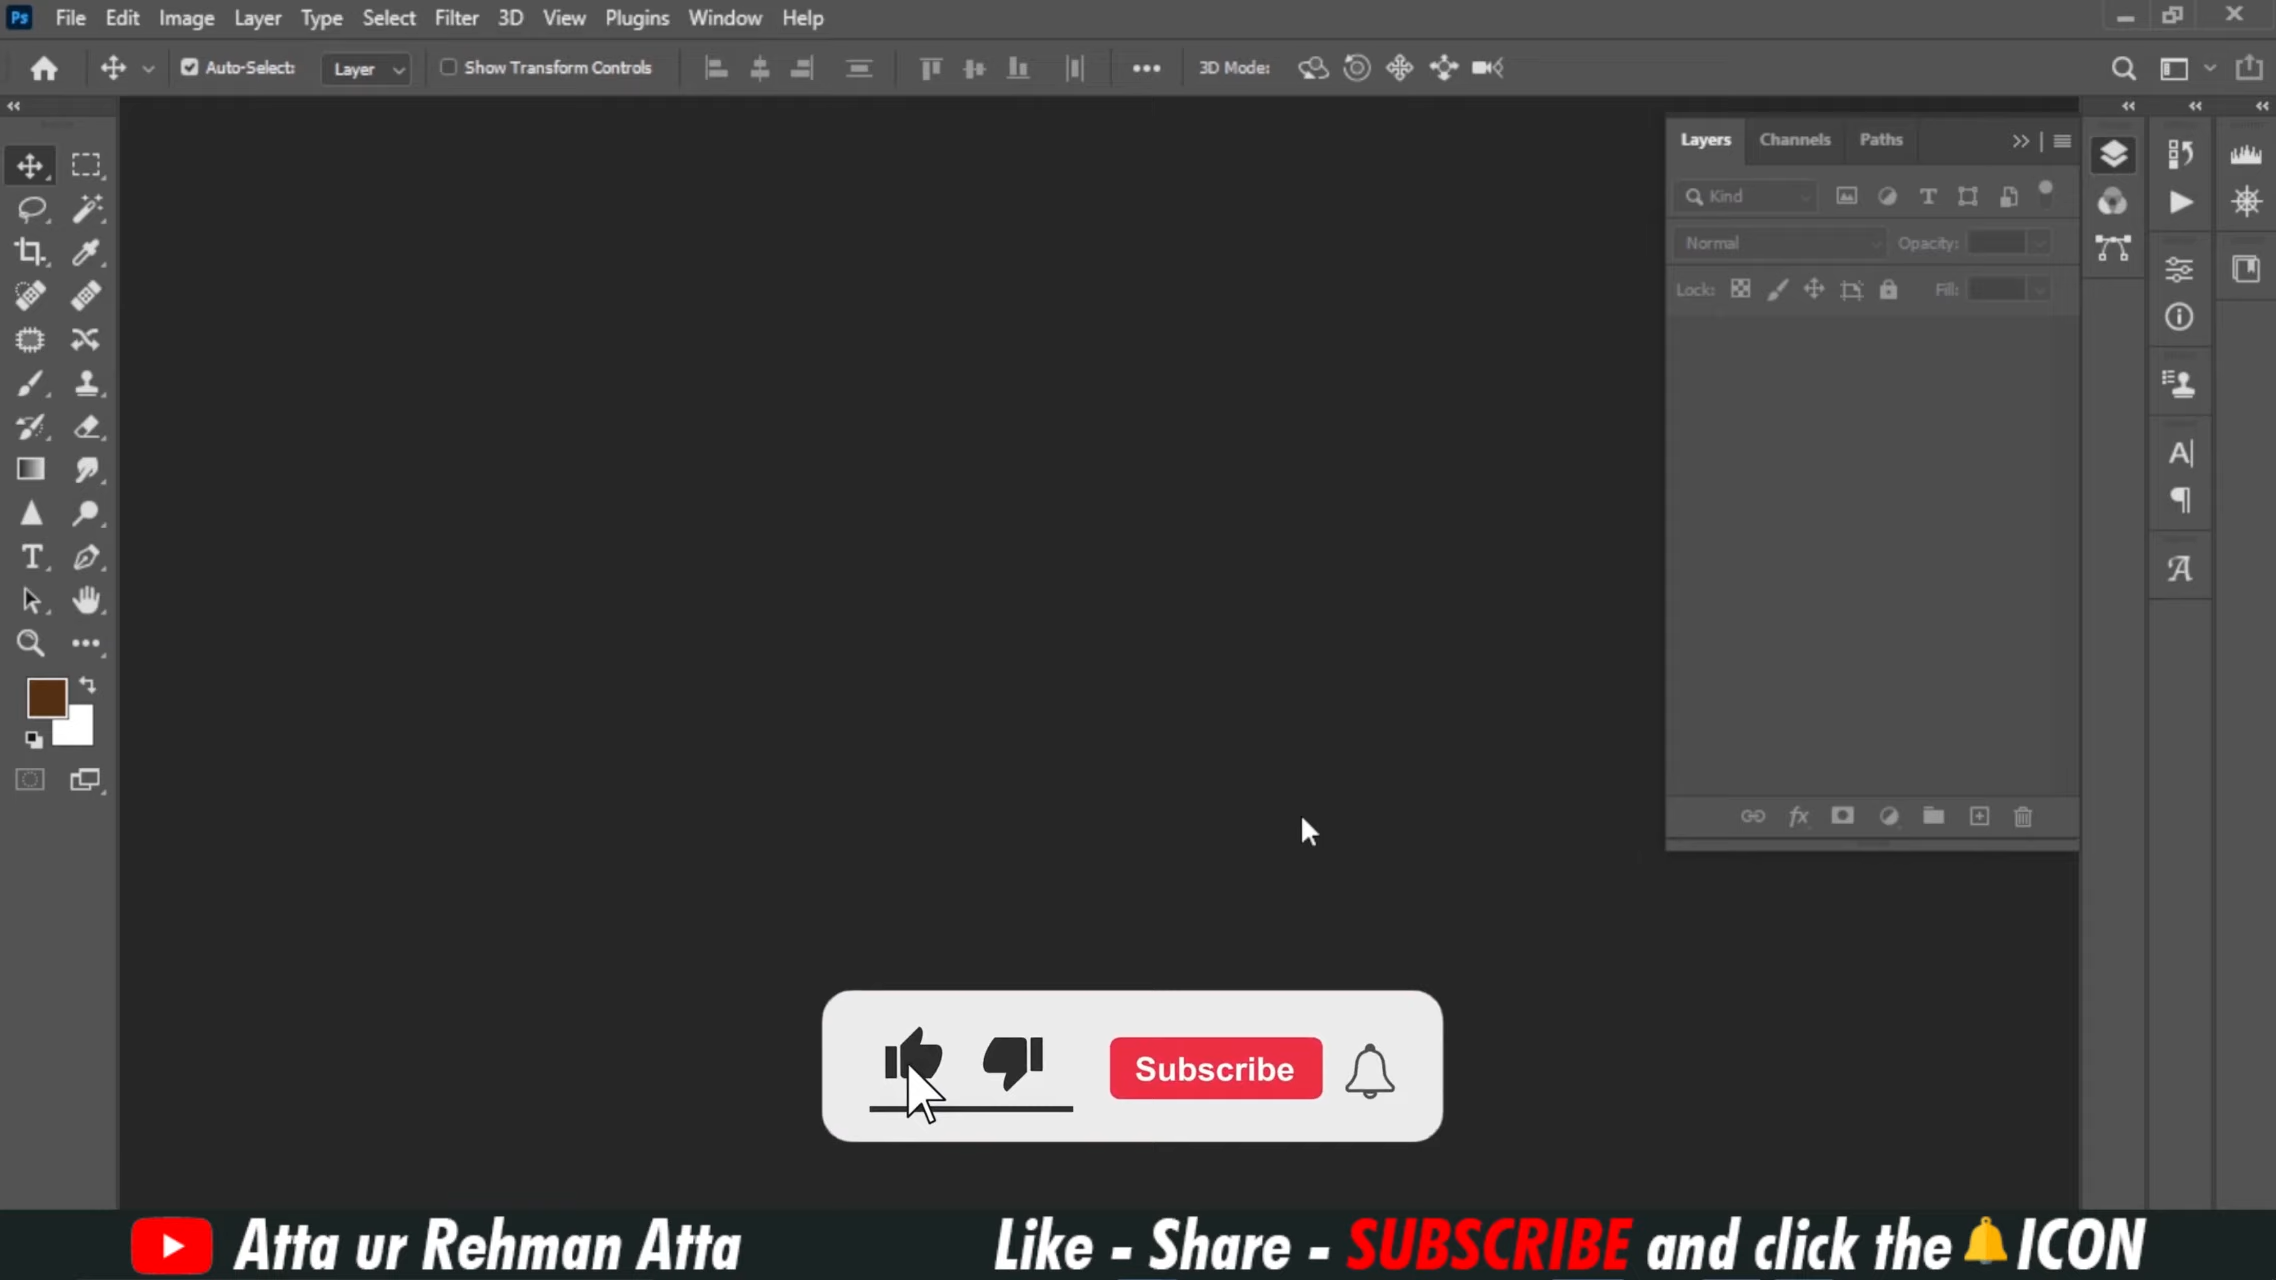 Ps File Edit Image Layer Type Select Filter 3D View Plugins Window Help
Auto-Select: Layer Show Transform Controls 3D Mode:
Layers Channels Paths
Kind
Normal Opacity:
Lock: Fill:
Subscribe
Atta ur Rehman Atta Like - Share - SUBSCRIBE and click the ICON